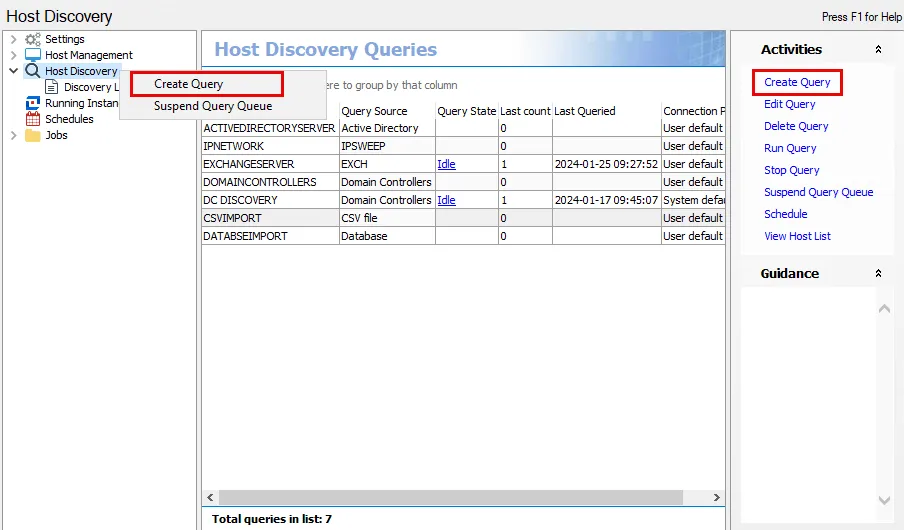 Host Discovery
Press F1 for Help
Settings
Host Management
Host Discovery
Discovery L
Running Instan
Schedules
Jobs
Create Query
Suspend Query Queue
Host Discovery Queries
ere to group by that column
Query Source Query State Last count Last Queried Connection P
ACTIVEDIRECTORYSERVER Active Directory 0 User default
IPNETWORK IPSWEEP 0 User default
EXCHANGESERVER EXCH Idle 1 2024-01-25 09:27:52 User default
DOMAINCONTROLLERS Domain Controllers 0 User default
DC DISCOVERY Domain Controllers Idle 1 2024-01-17 09:45:07 System defau
CSVIMPORT CSV file 0 User default
DATABSEIMPORT Database 0 User default
Total queries in list: 7
Activities
Create Query
Edit Query
Delete Query
Run Query
Stop Query
Suspend Query Queue
Schedule
View Host List
Guidance